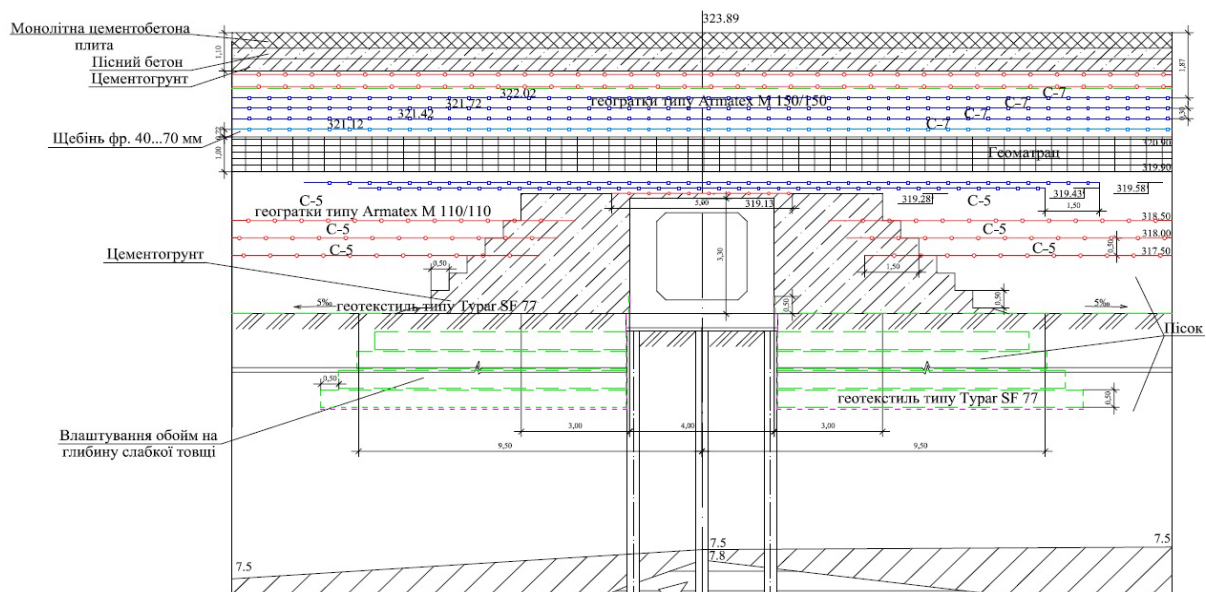 323.89
Монолітна цементобетона
плита
Пісний бетон
Цементогрунт
1,10
1,87
322.02
С-7
геогратки типу Armatex M 150/150
321.72
С-7
0,30
321.42
С-7
321.12
С-7
Щебінь фр. 40...70 мм
320.90
Геоматрац
1,00
319.90
319.58
319.43
319.28
С-5
С-5
1,50
5,00
319.13
геогратки типу Armatex M 110/110
318.50
С-5
С-5
318.00
С-5
С-5
0,50
317.50
Цементогрунт
3,30
0,50
1,50
0,50
0,50
5‰
геотекстиль типу Typar SF 77
5‰
Пісок
0,50
геотекстиль типу Typar SF 77
0,50
Влаштування обойм на
глибину слабкої товщі
3,00
4,00
3,00
9,50
9,50
7.5
7.5
7.8
7.5